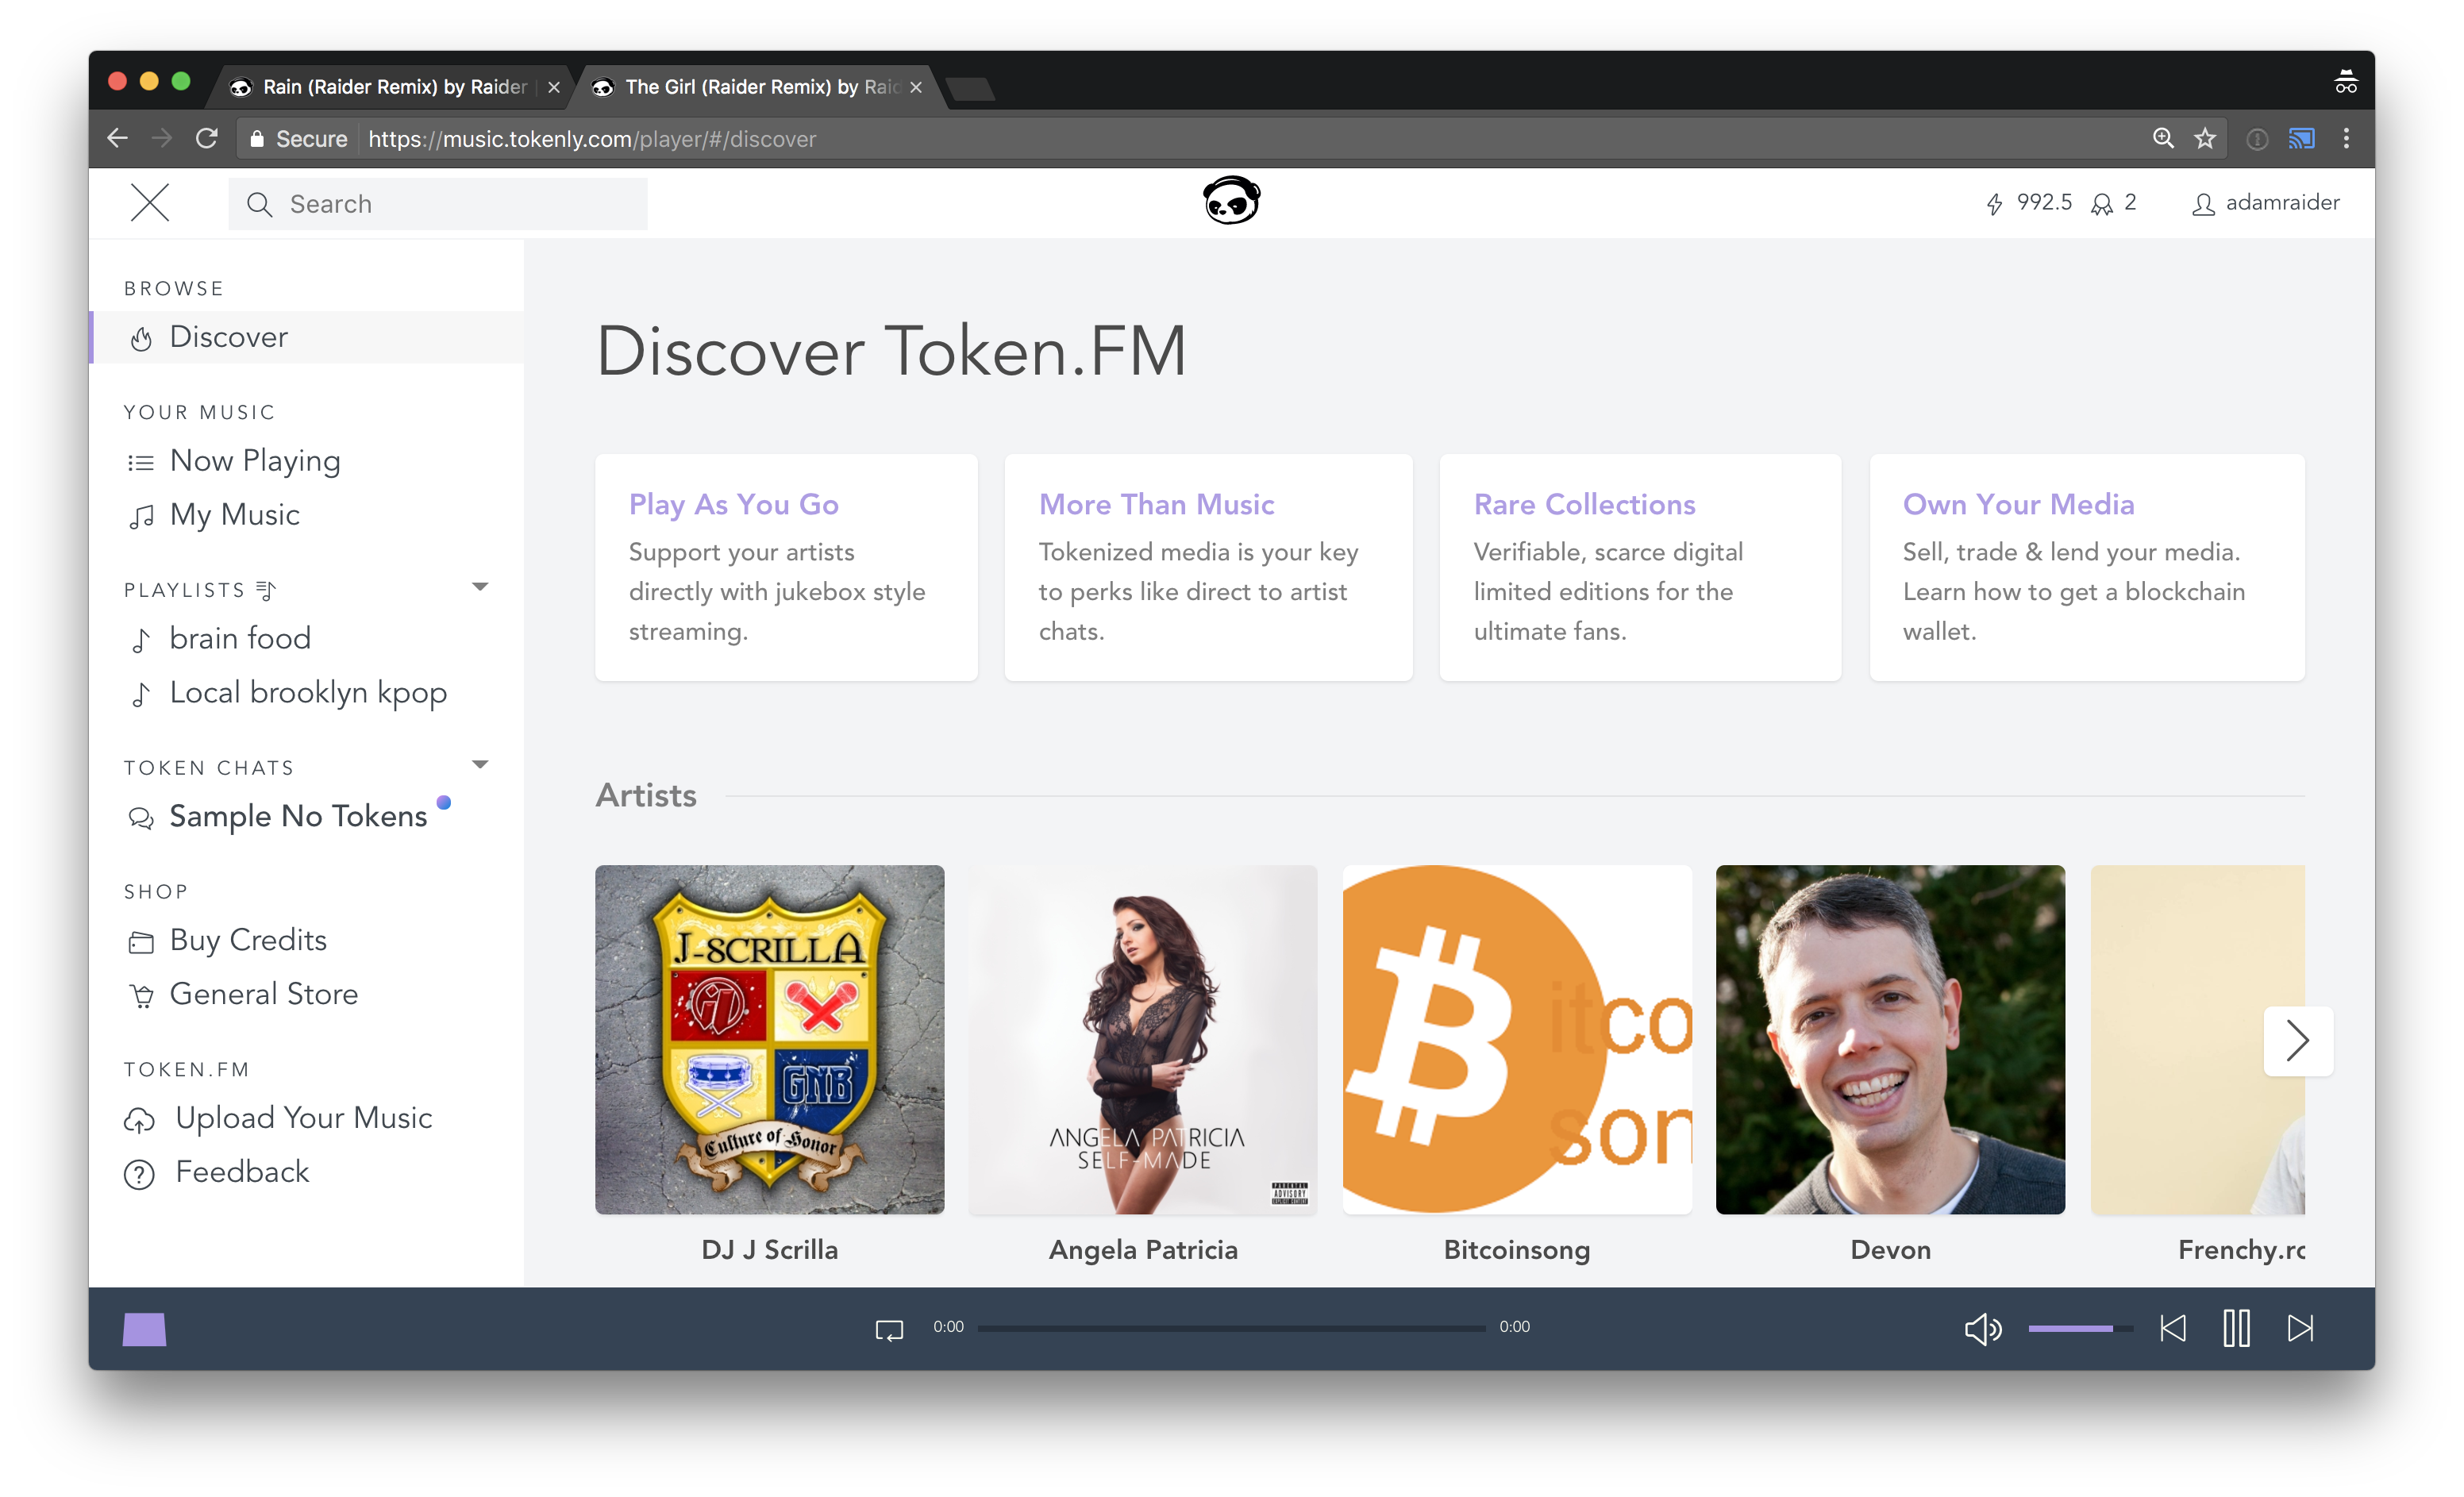 Rain (Raider Remix) by Raider
The Girl (Raider Remix) by Raid
Secure
https://music.tokenly.com/player/#/discover
Search
992.5
2
adamraider
BROWSE
Discover
YOUR MUSIC
Now Playing
My Music
PLAYLISTS
brain food
Local brooklyn kpop
TOKEN CHATS
Sample No Tokens
SHOP
Buy Credits
General Store
TOKEN.FM
Upload Your Music
Feedback
Discover Token.FM
Play As You Go
Support your artists
directly with jukebox style
streaming.
More Than Music
Tokenized media is your key
to perks like direct to artist
chats.
Rare Collections
Verifiable, scarce digital
limited editions for the
ultimate fans.
Own Your Media
Sell, trade & lend your media.
Learn how to get a blockchain
wallet.
Artists
J-SCRILLA
GNB
Culture of Honor
DJ J Scrilla
ANGELA PATRICIA
SELF-MADE
PARENTAL
ADVISORY
EXPLICIT CONTENT
Angela Patricia
itco
son
Bitcoinsong
Devon
Frenchy.rc
0:00
0:00